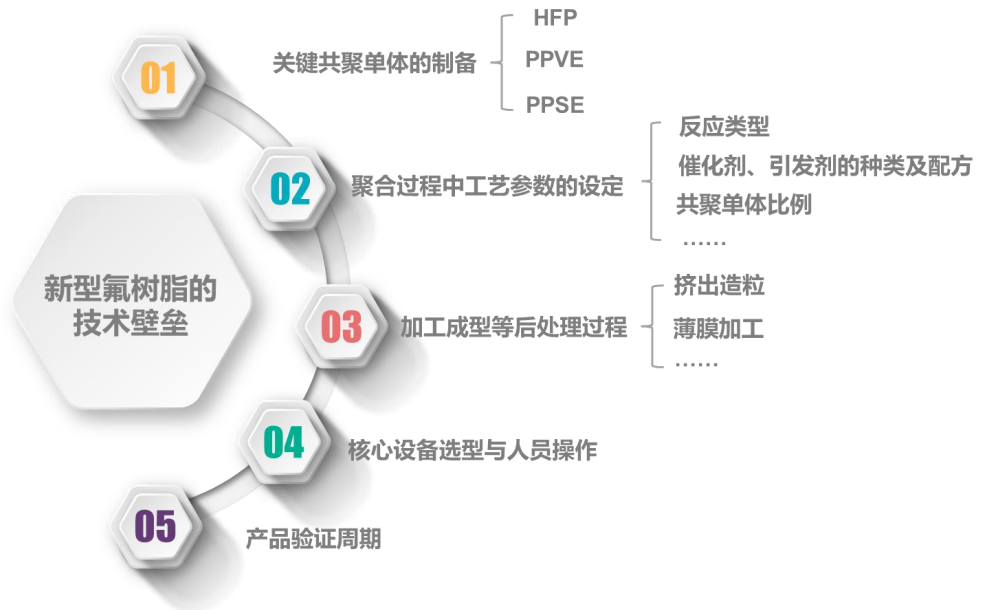 新型氟树脂的
技术壁垒
01
关键共聚单体的制备
HFP
PPVE
PPSE
02
聚合过程中工艺参数的设定
反应类型
催化剂、引发剂的种类及配方
共聚单体比例
……
03
加工成型等后处理过程
挤出造粒
薄膜加工
……
04
核心设备选型与人员操作
05
产品验证周期